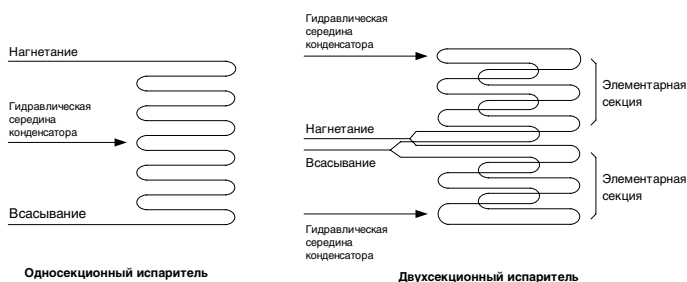 Нагнетание
Гидравлическая
середина
конденсатора
Всасывание
Односекционный испаритель
Гидравлическая
середина
конденсатора
Элементарная
секция
Нагнетание
Всасывание
Элементарная
секция
Гидравлическая
середина
конденсатора
Двухсекционный испаритель